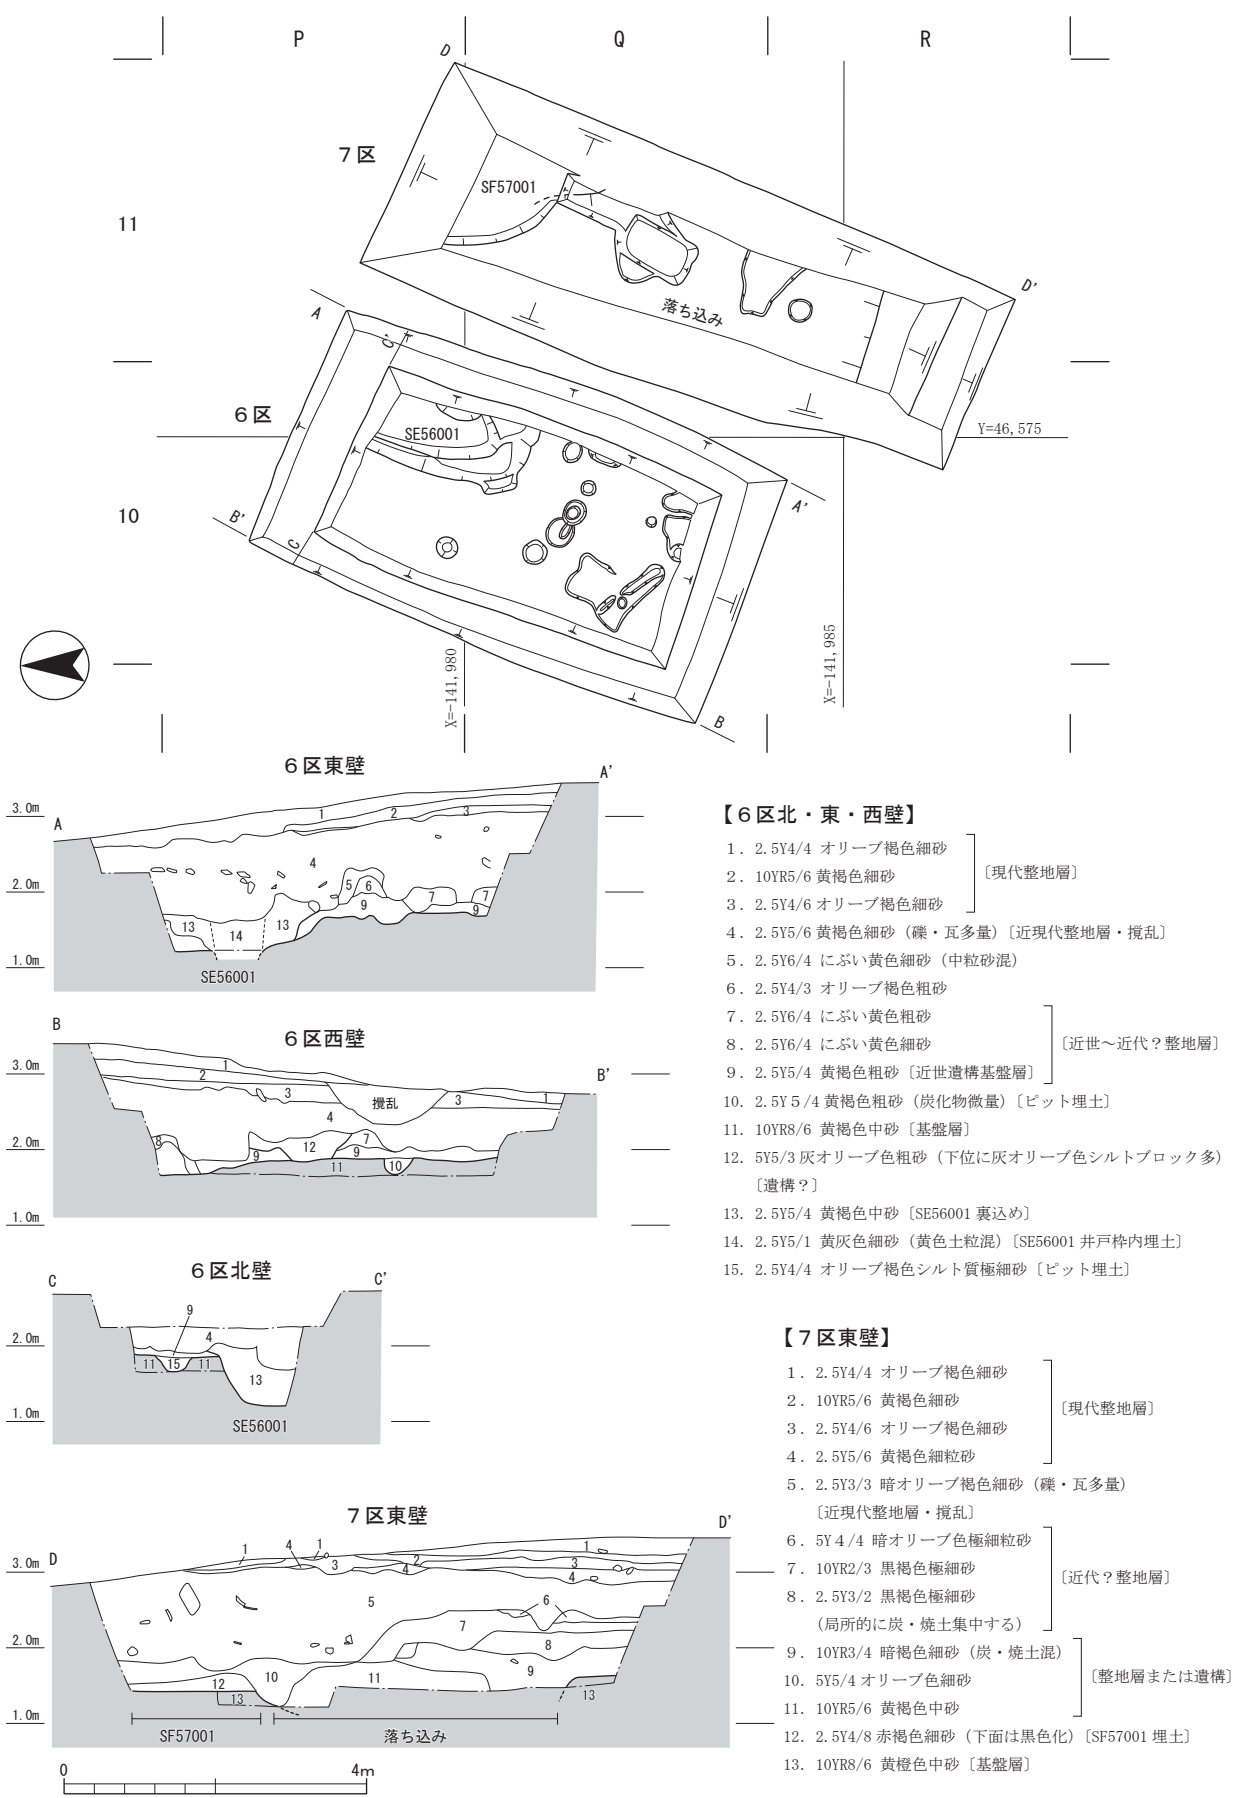 P
Q
R
D
7区
SF57001
11
落ち込み
D'
A
C'
6区
SE56001
Y=46,575
A'
10
B'
C
X=-141,980
X=-141,985
B
6区東壁
A'
3.0m
A
1
2
3
4
2.0m
5
6
7
7
9
9
13
13
14
1.0m
SE56001
B
6区西壁
3.0m
1
2
3
B'
撹乱
3
1
4
2.0m
8
7
12
9
9
11
10
1.0m
6区北壁
C
C'
9
2.0m
4
11
15
11
13
1.0m
SE56001
7区東壁
D'
3.0m
D
1
4
1
3
2
4
1
3
4
5
6
7
2.0m
8
12
10
11
9
13
13
1.0m
SF57001
落ち込み
0
4m
【6区北・東・西壁】
1. 2.5Y4/4 オリーブ褐色細砂
2. 10YR5/6 黄褐色細砂
〔現代整地層〕
3. 2.5Y4/6 オリーブ褐色細砂
4. 2.5Y5/6 黄褐色細砂（礫・瓦多量）〔近現代整地層・撹乱〕
5. 2.5Y6/4 にぶい黄色細砂（中粒砂混）
6. 2.5Y4/3 オリーブ褐色粗砂
7. 2.5Y6/4 にぶい黄色粗砂
8. 2.5Y6/4 にぶい黄色細砂
〔近世～近代？整地層〕
9. 2.5Y5/4 黄褐色粗砂〔近世遺構基盤層〕
10. 2.5Y５/4 黄褐色粗砂（炭化物微量）〔ピット埋土〕
11. 10YR8/6 黄褐色中砂〔基盤層〕
12. 5Y5/3 灰オリーブ色粗砂（下位に灰オリーブ色シルトブロック多）
〔遺構？〕
13. 2.5Y5/4 黄褐色中砂〔SE56001 裏込め〕
14. 2.5Y5/1 黄灰色細砂（黄色土粒混）〔SE56001 井戸枠内埋土〕
15. 2.5Y4/4 オリーブ褐色シルト質極細砂〔ピット埋土〕
【7区東壁】
1. 2.5Y4/4 オリーブ褐色細砂
2. 10YR5/6 黄褐色細砂
〔現代整地層〕
3. 2.5Y4/6 オリーブ褐色細砂
4. 2.5Y5/6 黄褐色細粒砂
5. 2.5Y3/3 暗オリーブ褐色細砂（礫・瓦多量）
〔近現代整地層・撹乱〕
6. 5Y４/4 暗オリーブ色極細粒砂
7. 10YR2/3 黒褐色極細砂
〔近代？整地層〕
8. 2.5Y3/2 黒褐色極細砂
（局所的に炭・焼土集中する）
9. 10YR3/4 暗褐色細砂（炭・焼土混）
〔整地層または遺構〕
10. 5Y5/4 オリーブ色細砂
11. 10YR5/6 黄褐色中砂
12. 2.5Y4/8 赤褐色細砂（下面は黒色化）〔SF57001 埋土〕
13. 10YR8/6 黄橙色中砂〔基盤層〕